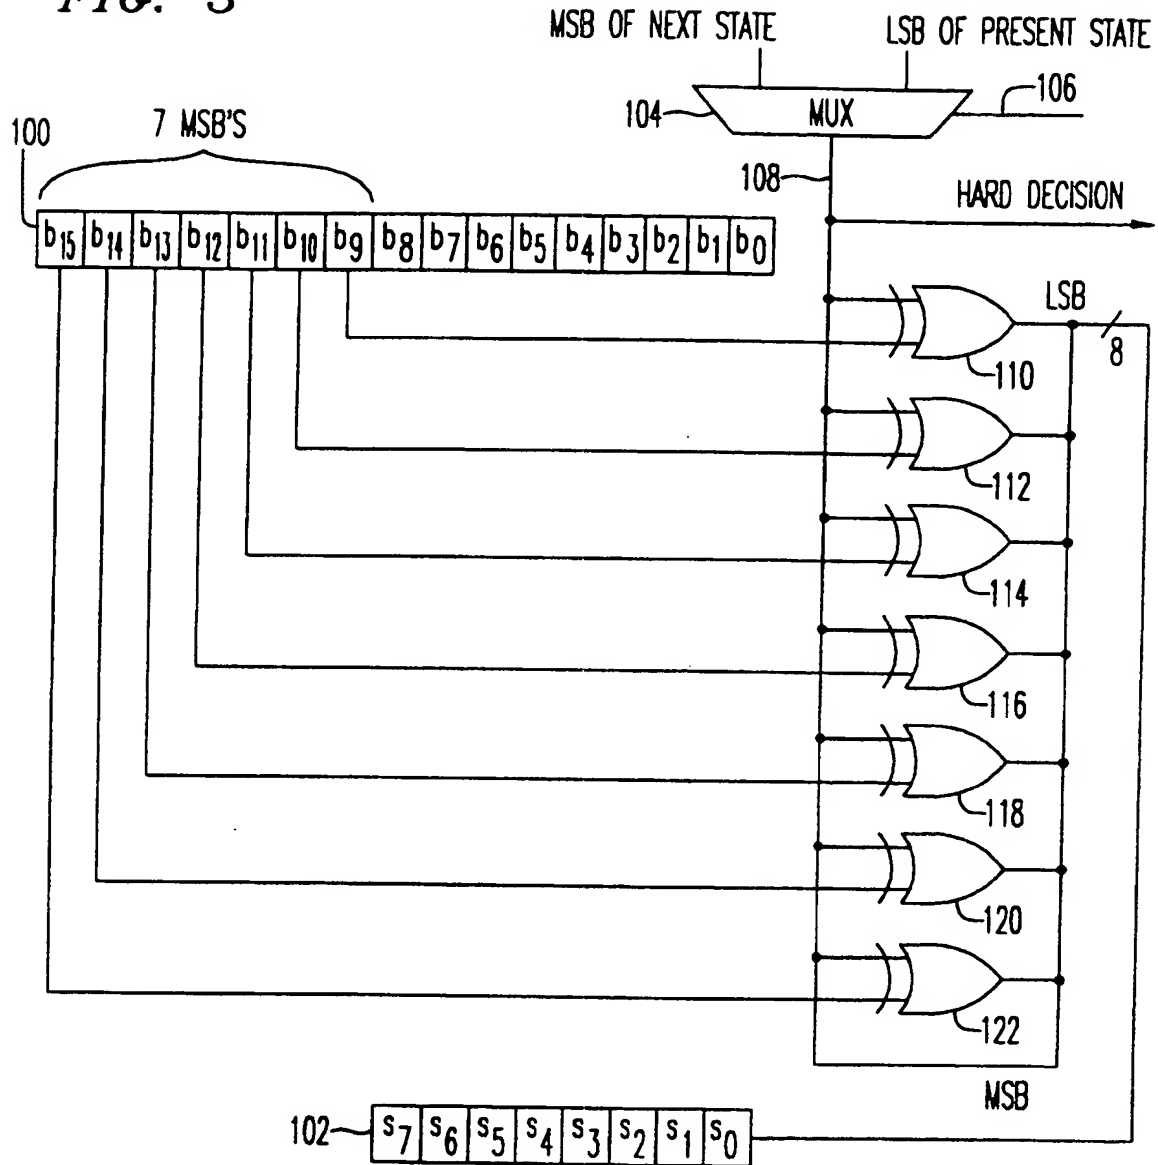 FIG. 3
MSB OF NEXT STATE
LSB OF PRESENT STATE
104
MUX
106
100
7 MSB'S
108
HARD DECISION
b15 b14 b13 b12 b11 b10 b9 b8 b7 b6 b5 b4 b3 b2 b1 b0
LSB
8
110
112
114
116
118
120
122
MSB
102
s7 s6 s5 s4 s3 s2 s1 s0